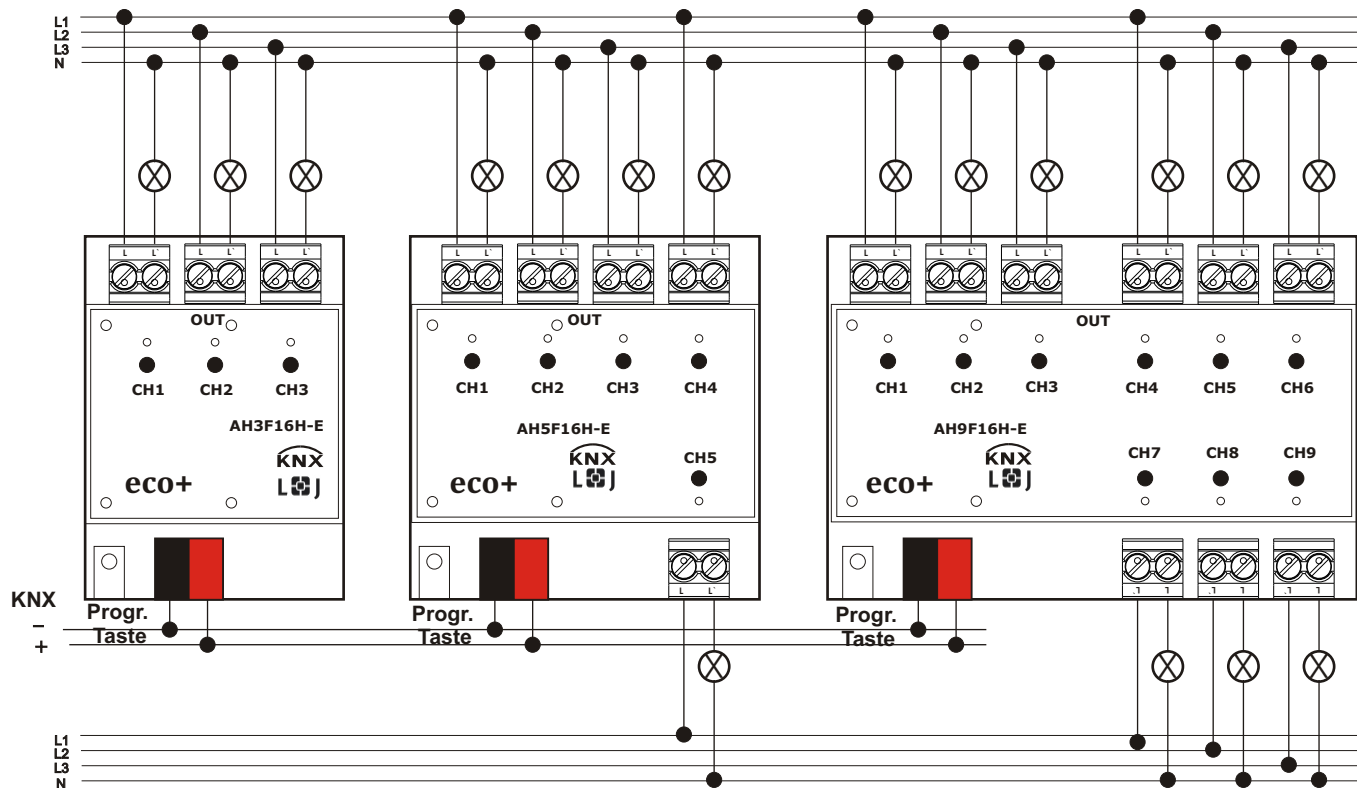 L1
L2
L3
N
L L` L L` L L`
L L` L L` L L` L L`
L L` L L` L L` L L` L L` L L`
OUT
CH1 CH2 CH3
AH3F16H-E
KNX
eco+ L J
OUT
CH1 CH2 CH3 CH4
AH5F16H-E
CH5
KNX
eco+ L J
L L`
OUT
CH1 CH2 CH3 CH4 CH5 CH6
AH9F16H-E
CH7 CH8 CH9
KNX
eco+ L J
L` L L` L L` L
KNX
−
+
Progr.
Taste
Progr.
Taste
Progr.
Taste
L1
L2
L3
N